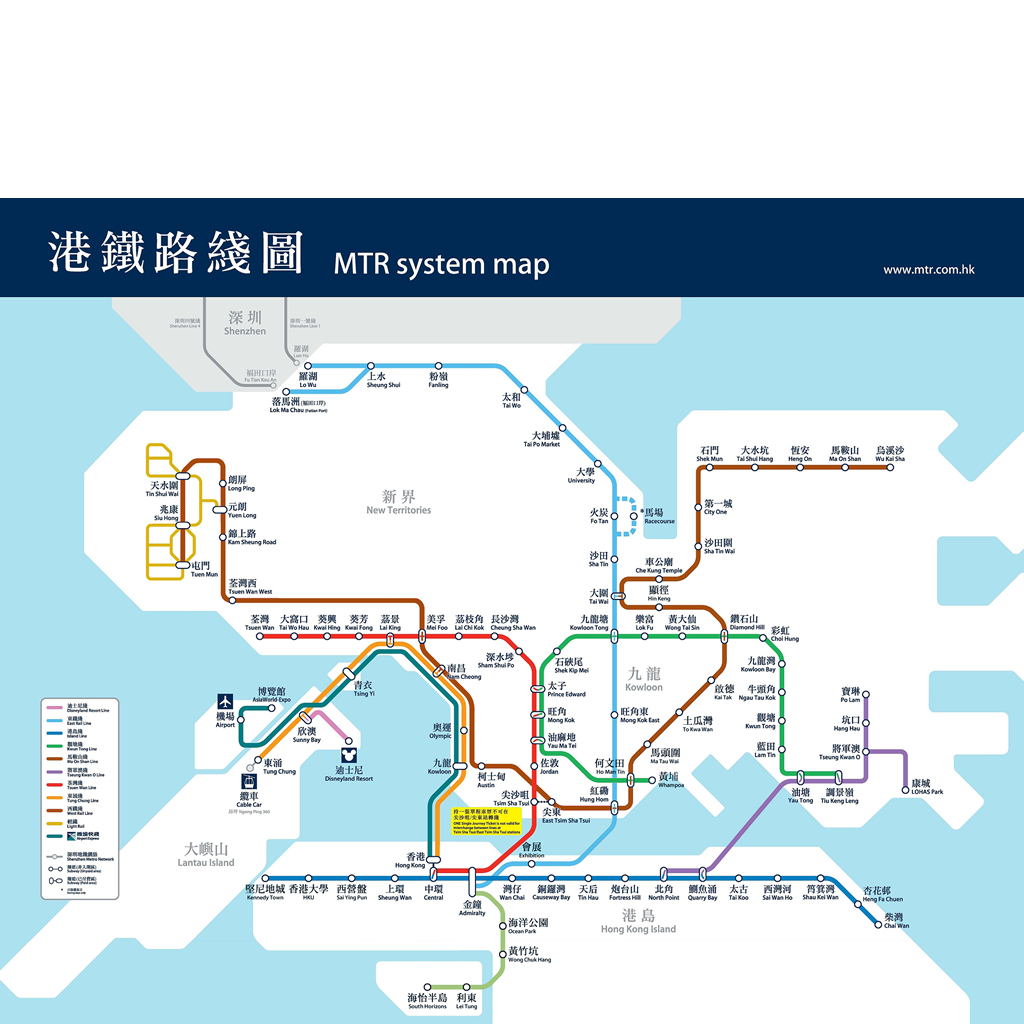 港鐵路綫圖 MTR system map
www.mtr.com.hk
深圳
Shenzhen
深圳四號綫
Shenzhen Line 4
深圳一號綫
Shenzhen Line 1
羅湖
Luo Hu
福田口岸
Fu Tian Kou An
羅湖
Lo Wu
上水
Sheung Shui
粉嶺
Fanling
落馬洲(福田口岸)
Lok Ma Chau (Futian Port)
太和
Tai Wo
大埔墟
Tai Po Market
大學
University
火炭
Fo Tan
*馬場
Racecourse
沙田
Sha Tin
大圍
Tai Wai
石門
Shek Mun
大水坑
Tai Shui Hang
恆安
Heng On
馬鞍山
Ma On Shan
烏溪沙
Wu Kai Sha
第一城
City One
沙田圍
Sha Tin Wai
車公廟
Che Kung Temple
顯徑
Hin Keng
新界
New Territories
天水圍
Tin Shui Wai
兆康
Siu Hong
屯門
Tuen Mun
朗屏
Long Ping
元朗
Yuen Long
錦上路
Kam Sheung Road
荃灣西
Tsuen Wan West
荃灣
Tsuen Wan
大窩口
Tai Wo Hau
葵興
Kwai Hing
葵芳
Kwai Fong
荔景
Lai King
美孚
Mei Foo
荔枝角
Lai Chi Kok
長沙灣
Cheung Sha Wan
深水埗
Sham Shui Po
九龍塘
Kowloon Tong
樂富
Lok Fu
黃大仙
Wong Tai Sin
鑽石山
Diamond Hill
彩虹
Choi Hung
石硤尾
Shek Kip Mei
九龍
Kowloon
九龍灣
Kowloon Bay
南昌
Nam Cheong
太子
Prince Edward
啟德
Kai Tak
牛頭角
Ngau Tau Kok
寶琳
Po Lam
青衣
Tsing Yi
博覽館
AsiaWorld-Expo
機場
Airport
欣澳
Sunny Bay
東涌
Tung Chung
迪士尼
Disneyland Resort
纜車
Cable Car
昂坪 Ngong Ping 360
旺角
Mong Kok
旺角東
Mong Kok East
土瓜灣
To Kwa Wan
觀塘
Kwun Tong
坑口
Hang Hau
奧運
Olympic
油麻地
Yau Ma Tei
馬頭圍
Ma Tau Wai
藍田
Lam Tin
將軍澳
Tseung Kwan O
九龍
Kowloon
柯士甸
Austin
佐敦
Jordan
何文田
Ho Man Tin
黃埔
Whampoa
油塘
Yau Tong
調景嶺
Tiu Keng Leng
康城
LOHAS Park
尖沙咀
Tsim Sha Tsui
尖東
East Tsim Sha Tsui
紅磡
Hung Hom
持一張單程車票不可在
尖沙咀/尖東站轉綫
ONE Single Journey Ticket is not valid for
interchange between lines at
Tsim Sha Tsui/East Tsim Sha Tsui stations
大嶼山
Lantau Island
香港
Hong Kong
會展
Exhibition
堅尼地城
Kennedy Town
香港大學
HKU
西營盤
Sai Ying Pun
上環
Sheung Wan
中環
Central
金鐘
Admiralty
灣仔
Wan Chai
銅鑼灣
Causeway Bay
天后
Tin Hau
炮台山
Fortress Hill
北角
North Point
鰂魚涌
Quarry Bay
太古
Tai Koo
西灣河
Sai Wan Ho
筲箕灣
Shau Kei Wan
杏花邨
Heng Fa Chuen
柴灣
Chai Wan
港島
Hong Kong Island
海洋公園
Ocean Park
黃竹坑
Wong Chuk Hang
海怡半島
South Horizons
利東
Lei Tung
迪士尼綫
Disneyland Resort Line
東鐵綫
East Rail Line
港島綫
Island Line
觀塘綫
Kwun Tong Line
馬鞍山綫
Ma On Shan Line
將軍澳綫
Tseung Kwan O Line
荃灣綫
Tsuen Wan Line
東涌綫
Tung Chung Line
西鐵綫
West Rail Line
輕鐵
Light Rail
機場快綫
Airport Express
深圳地鐵網絡
Shenzhen Metro Network